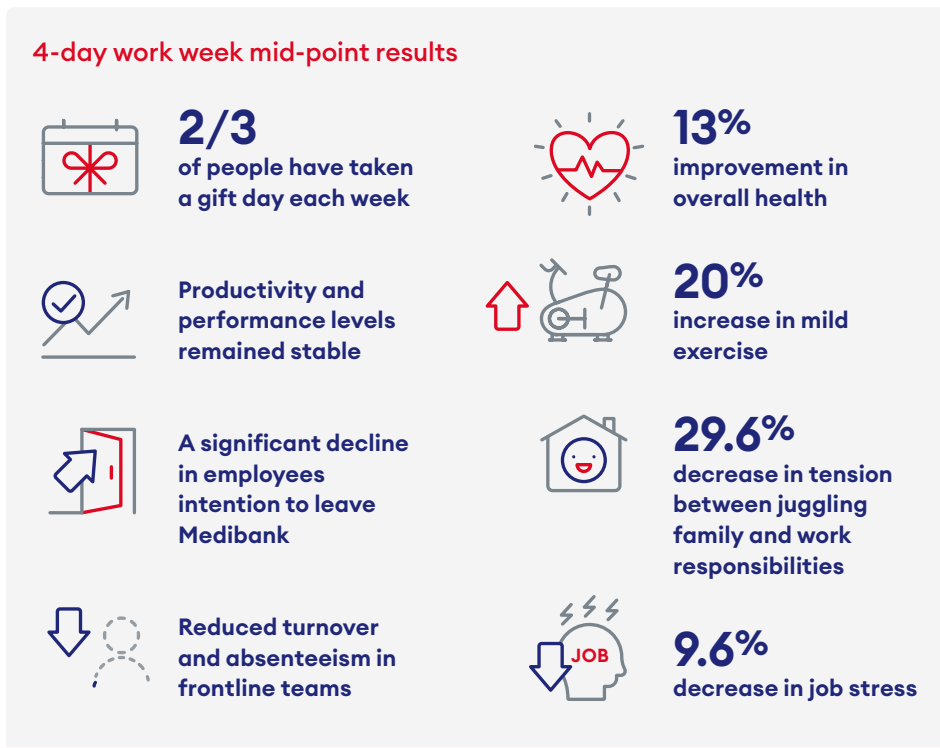 4-day work week mid-point results
2/3
of people have taken
a gift day each week
Productivity and
performance levels
remained stable
A significant decline
in employees
intention to leave
Medibank
Reduced turnover
and absenteeism in
frontline teams
13%
improvement in
overall health
20%
increase in mild
exercise
29.6%
decrease in tension
between juggling
family and work
responsibilities
JOB
9.6%
decrease in job stress